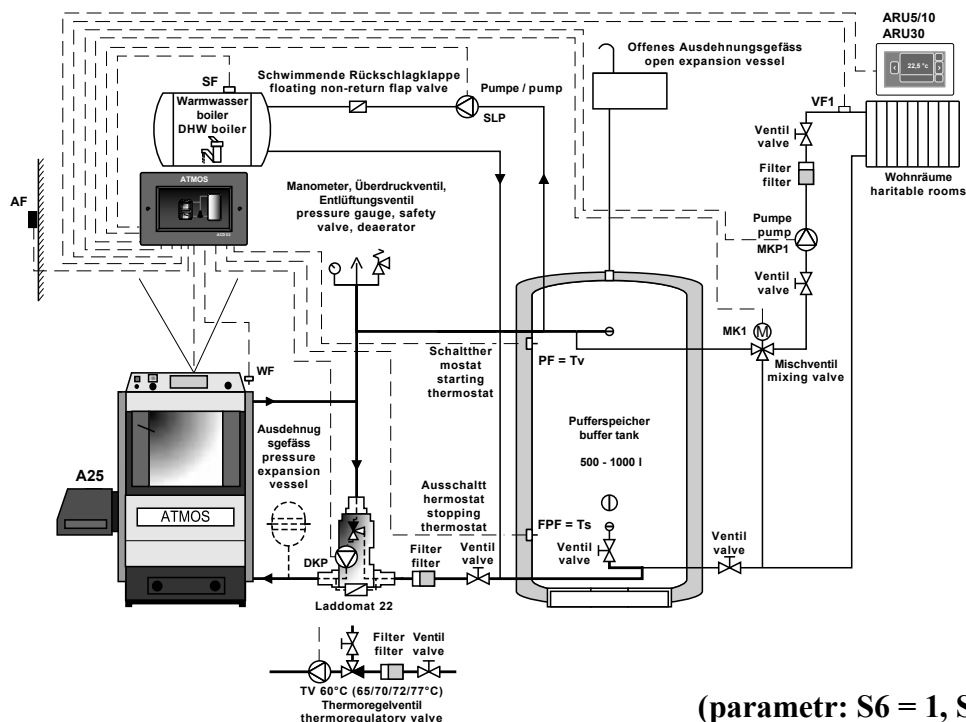 ARU5/10
ARU30
22,5 °c
Offenes Ausdehnungsgefäss
open expansion vessel
SF
Schwimmende Rückschlagklappe
floating non-return flap valve
Pumpe / pump
SLP
VF1
Warmwasser
boiler
DHW boiler
Ventil
valve
Filter
filter
Wohnräume
haritable rooms
ATMOS
AF
Manometer, Überdruckventil,
Entlüftungsventil
pressure gauge, safety
valve, deaerator
Pumpe
pump
MKP1
Ventil
valve
MK1
M
Mischventil
mixing valve
WF
Schaltther
mostat
starting
thermostat
PF = Tv
Ausdehnug
sgefäss
pressure
expansion
vessel
Pufferspeicher
buffer tank
500 - 1000 l
A25
ATMOS
Ausschaltt
hermostat
stopping
thermostat
FPF = Ts
Ventil
valve
Ventil
valve
DKP
Filter
filter
Ventil
valve
Laddomat 22
Filter
filter
Ventil
valve
TV 60°C (65/70/72/77°C)
Thermoregelventil
thermoregulatory valve
(parametr: S6 = 1, S